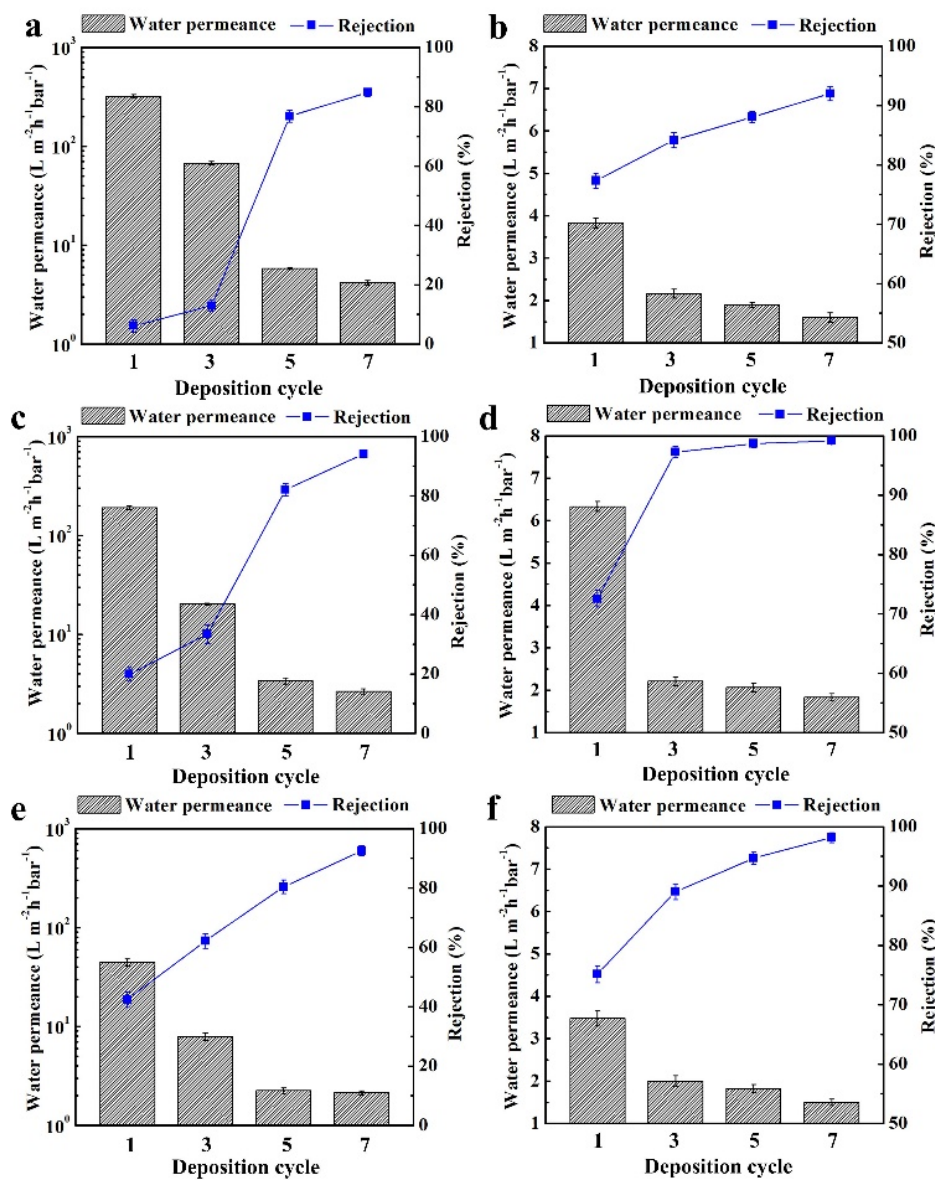 a
Water permeance Rejection
Water permeance (L m⁻²h⁻¹bar⁻¹)
10³
10²
10¹
10⁰
100
80
60
40
20
0
Rejection (%)
1 3 5 7
Deposition cycle
b
Water permeance Rejection
Water permeance (L m⁻²h⁻¹bar⁻¹)
8
7
6
5
4
3
2
1
100
90
80
70
60
50
Rejection (%)
1 3 5 7
Deposition cycle
c
Water permeance Rejection
Water permeance (L m⁻²h⁻¹bar⁻¹)
10³
10²
10¹
10⁰
100
80
60
40
20
0
Rejection (%)
1 3 5 7
Deposition cycle
d
Water permeance Rejection
Water permeance (L m⁻²h⁻¹bar⁻¹)
8
7
6
5
4
3
2
1
100
90
80
70
60
50
Rejection (%)
1 3 5 7
Deposition cycle
e
Water permeance Rejection
Water permeance (L m⁻²h⁻¹bar⁻¹)
10³
10²
10¹
10⁰
100
80
60
40
20
0
Rejection (%)
1 3 5 7
Deposition cycle
f
Water permeance Rejection
Water permeance (L m⁻²h⁻¹bar⁻¹)
8
7
6
5
4
3
2
1
100
90
80
70
60
50
Rejection (%)
1 3 5 7
Deposition cycle